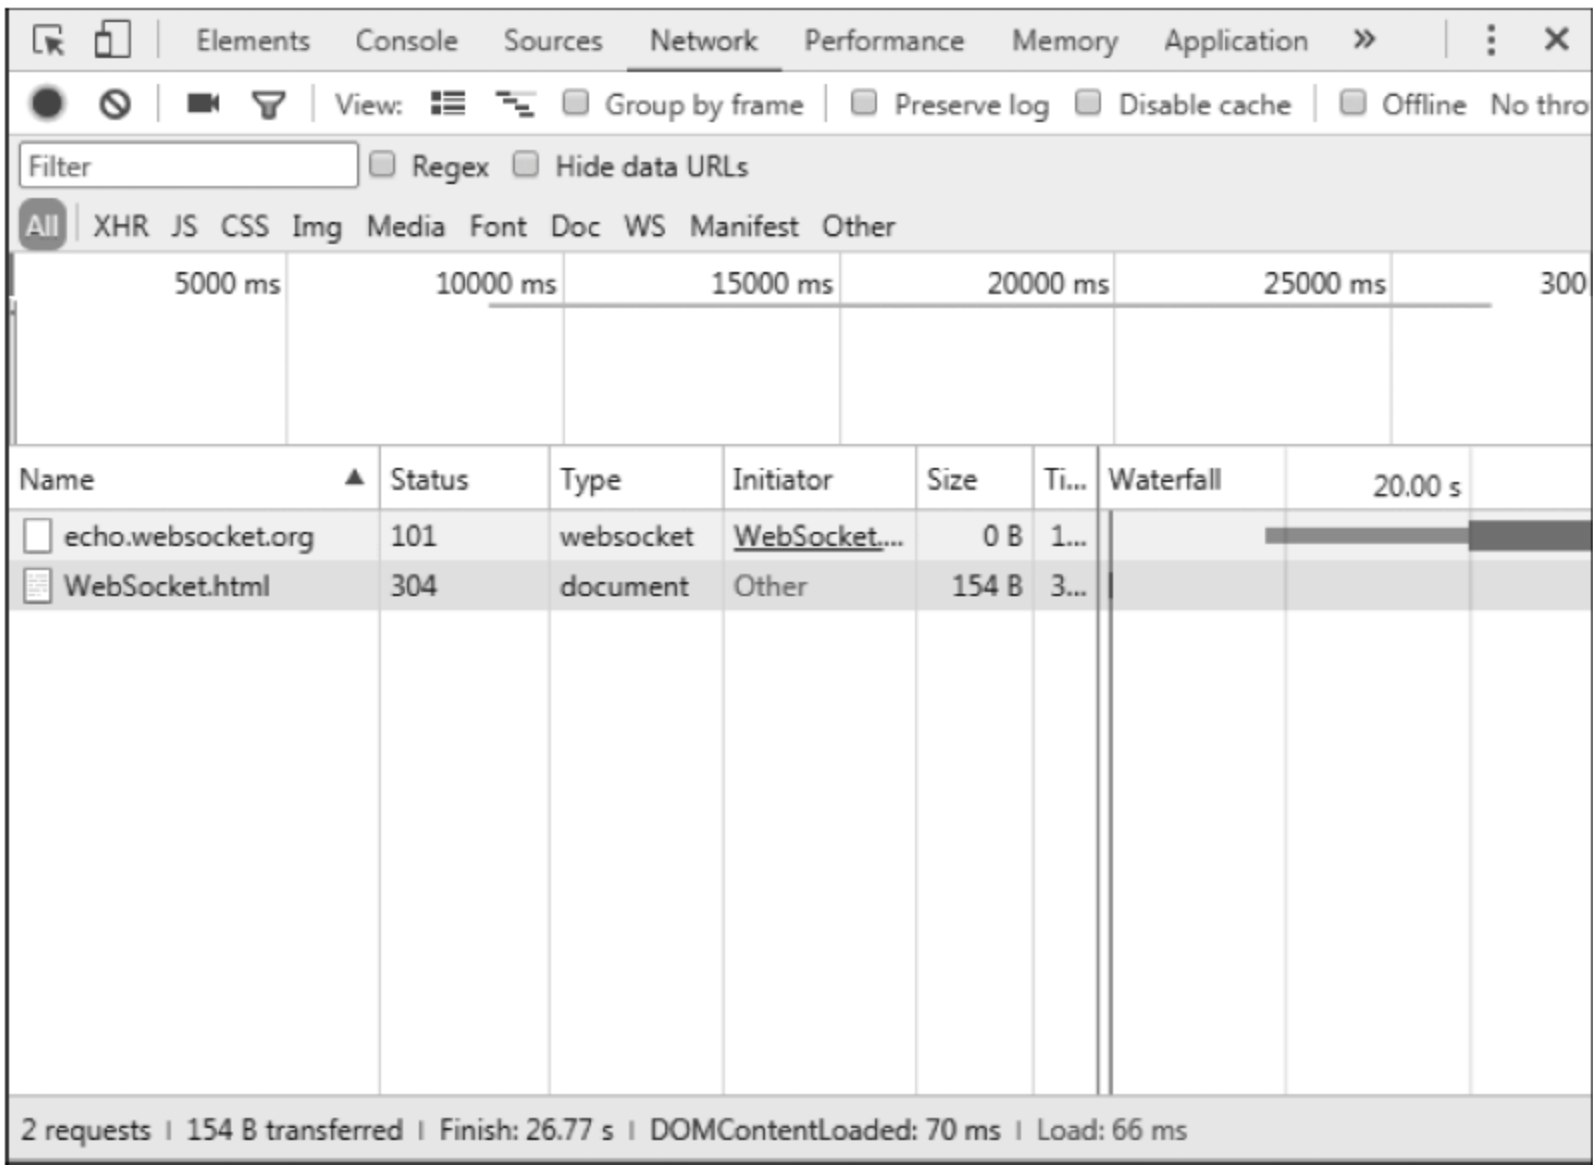 Elements Console Sources Network Performance Memory Application »
View: Group by frame Preserve log Disable cache Offline No thro
Filter Regex Hide data URLs
All XHR JS CSS Img Media Font Doc WS Manifest Other
5000 ms 10000 ms 15000 ms 20000 ms 25000 ms 300
Name Status Type Initiator Size Ti... Waterfall 20.00 s
echo.websocket.org 101 websocket WebSocket.... 0 B 1...
WebSocket.html 304 document Other 154 B 3...
2 requests | 154 B transferred | Finish: 26.77 s | DOMContentLoaded: 70 ms | Load: 66 ms